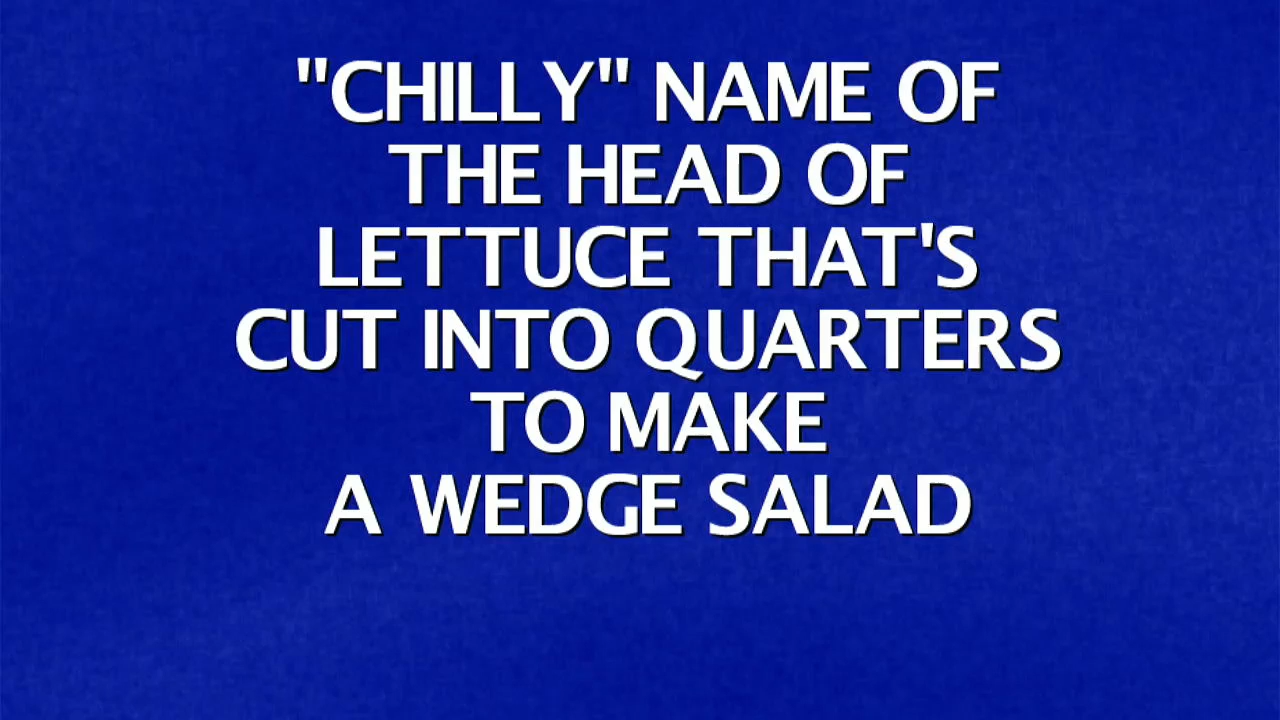 "CHILLY" NAME OF
THE HEAD OF
LETTUCE THAT'S
CUT INTO QUARTERS
TO MAKE
A WEDGE SALAD